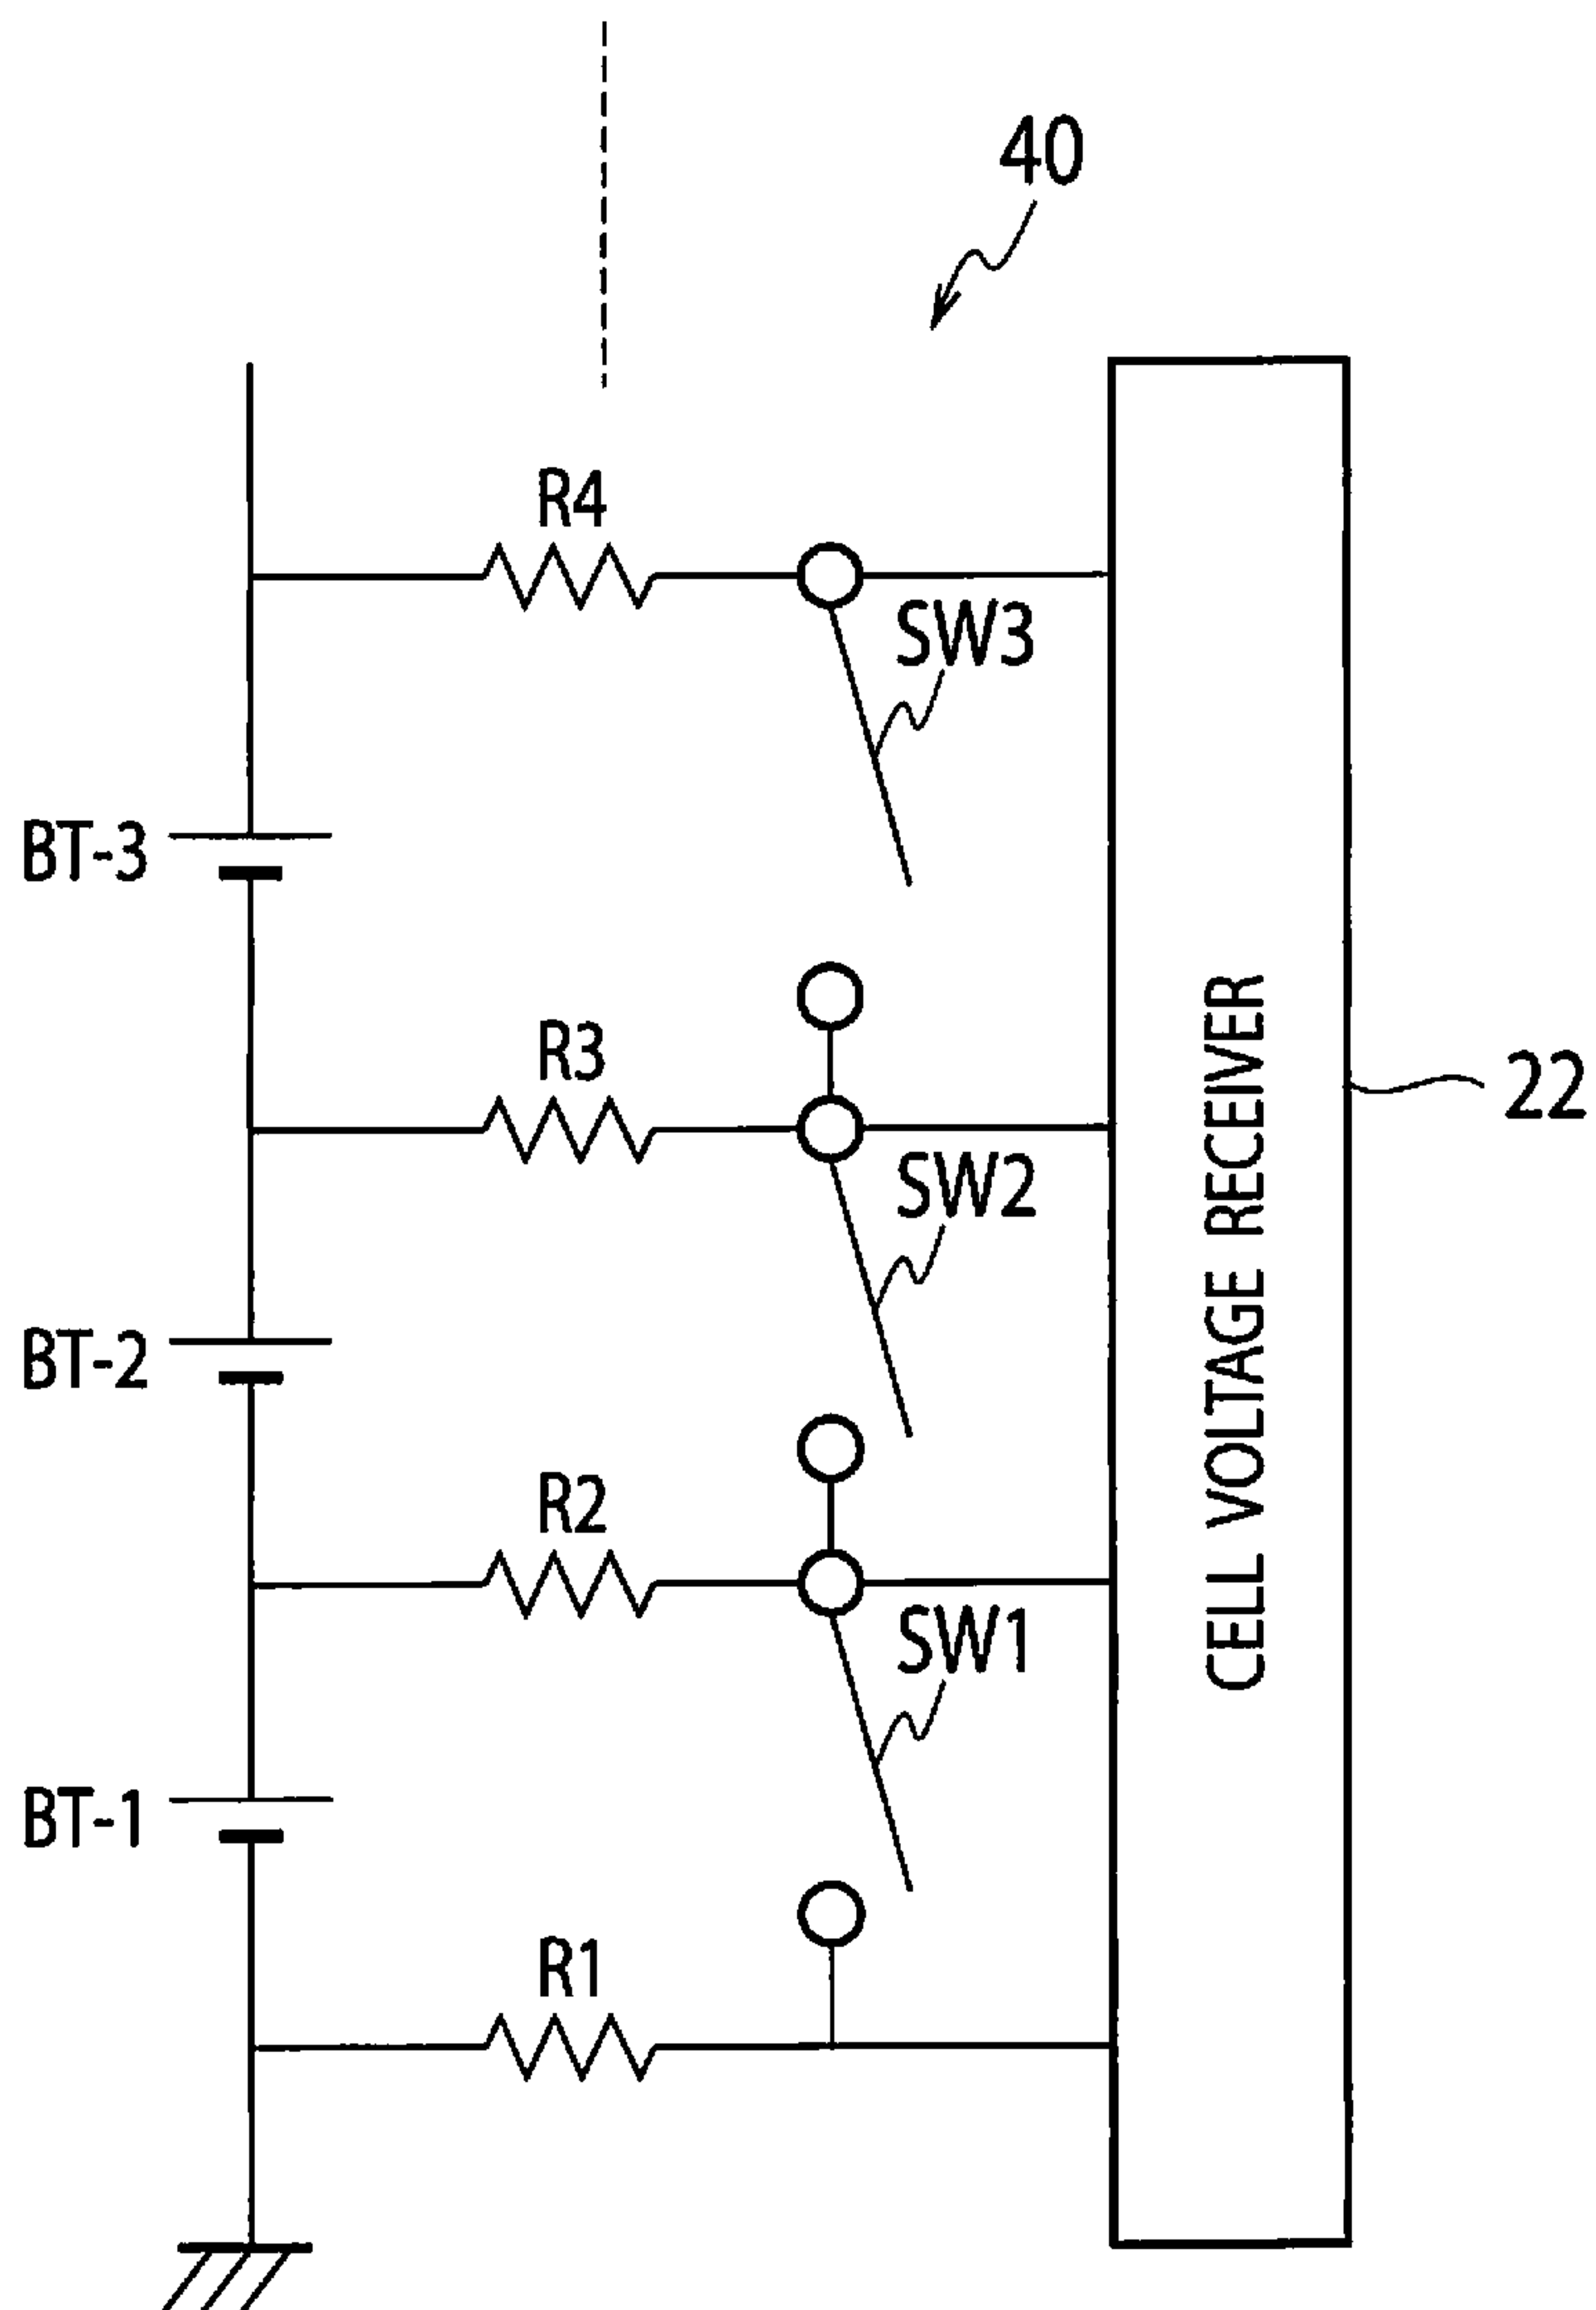 40
R4
SW3
BT-3
R3
22
SW2
BT-2
CELL VOLTAGE RECEIVER
R2
SW1
BT-1
R1